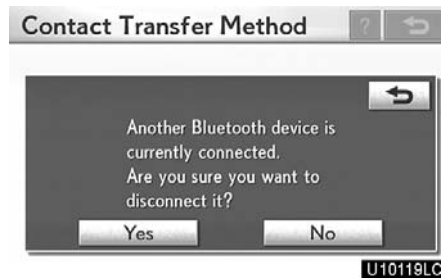 Contact Transfer Method ?
Another Bluetooth device is
currently connected.
Are you sure you want to
disconnect it?
Yes No
U10119LC